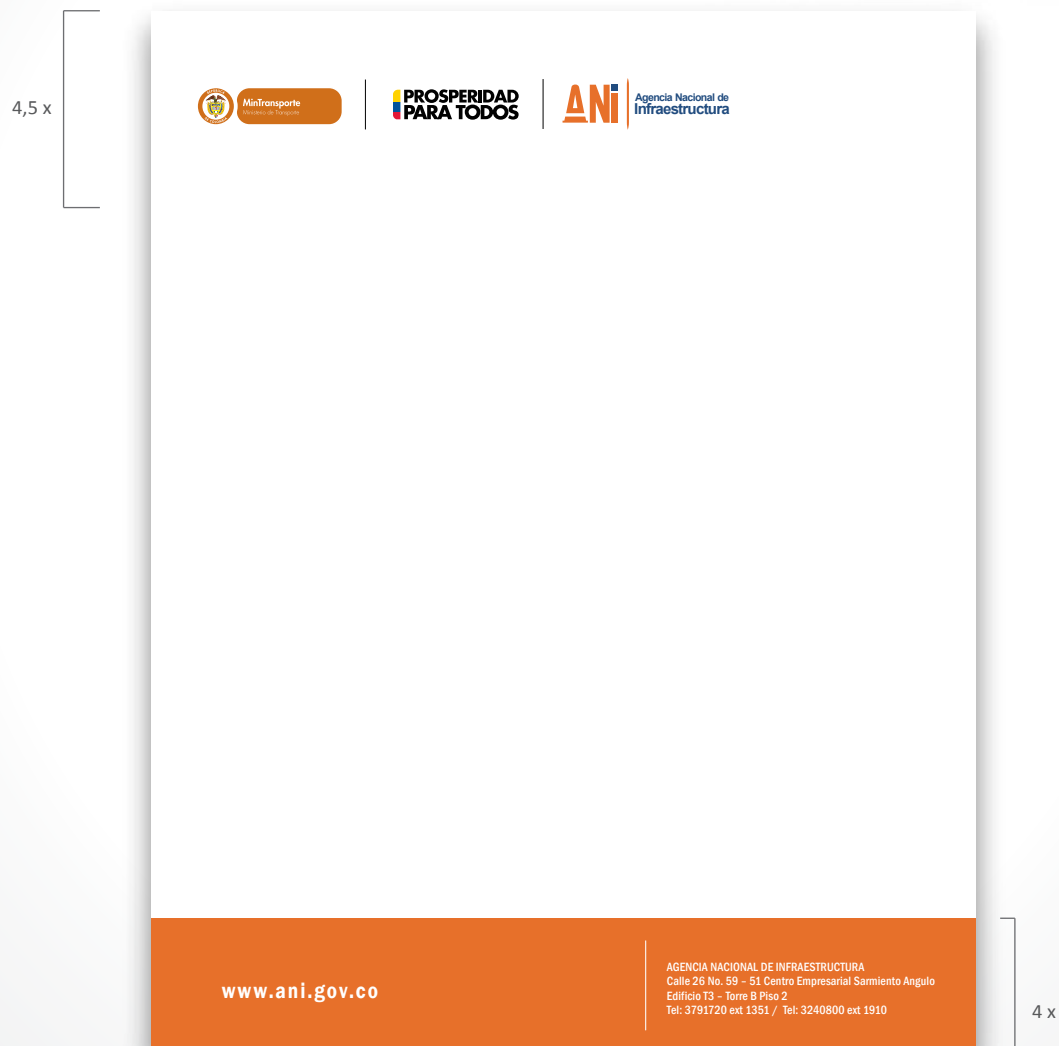 4,5 x
MinTransporte
Ministerio de Transporte
PROSPERIDAD
PARA TODOS
ANi
Agencia Nacional de
Infraestructura
www.ani.gov.co
AGENCIA NACIONAL DE INFRAESTRUCTURA
Calle 26 No. 59 – 51 Centro Empresarial Sarmiento Angulo
Edificio T3 – Torre B Piso 2
Tel: 3791720 ext 1351 / Tel: 3240800 ext 1910
4 x